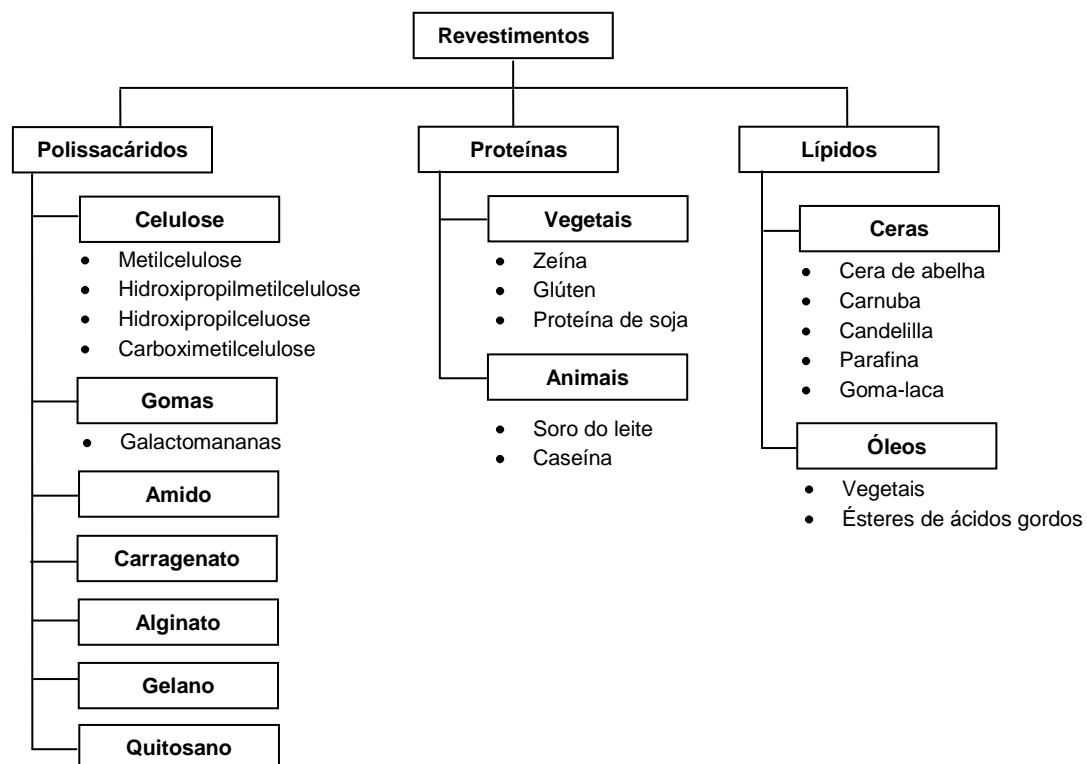 Revestimentos
Polissacáridos
Celulose
Metilcelulose
Hidroxipropilmetilcelulose
Hidroxipropilceluose
Carboximetilcelulose
Gomas
Galactomananas
Amido
Carragenato
Alginato
Gelano
Quitosano
Proteínas
Vegetais
Zeína
Glúten
Proteína de soja
Animais
Soro do leite
Caseína
Lípidos
Ceras
Cera de abelha
Carnuba
Candelilla
Parafina
Goma-laca
Óleos
Vegetais
Ésteres de ácidos gordos